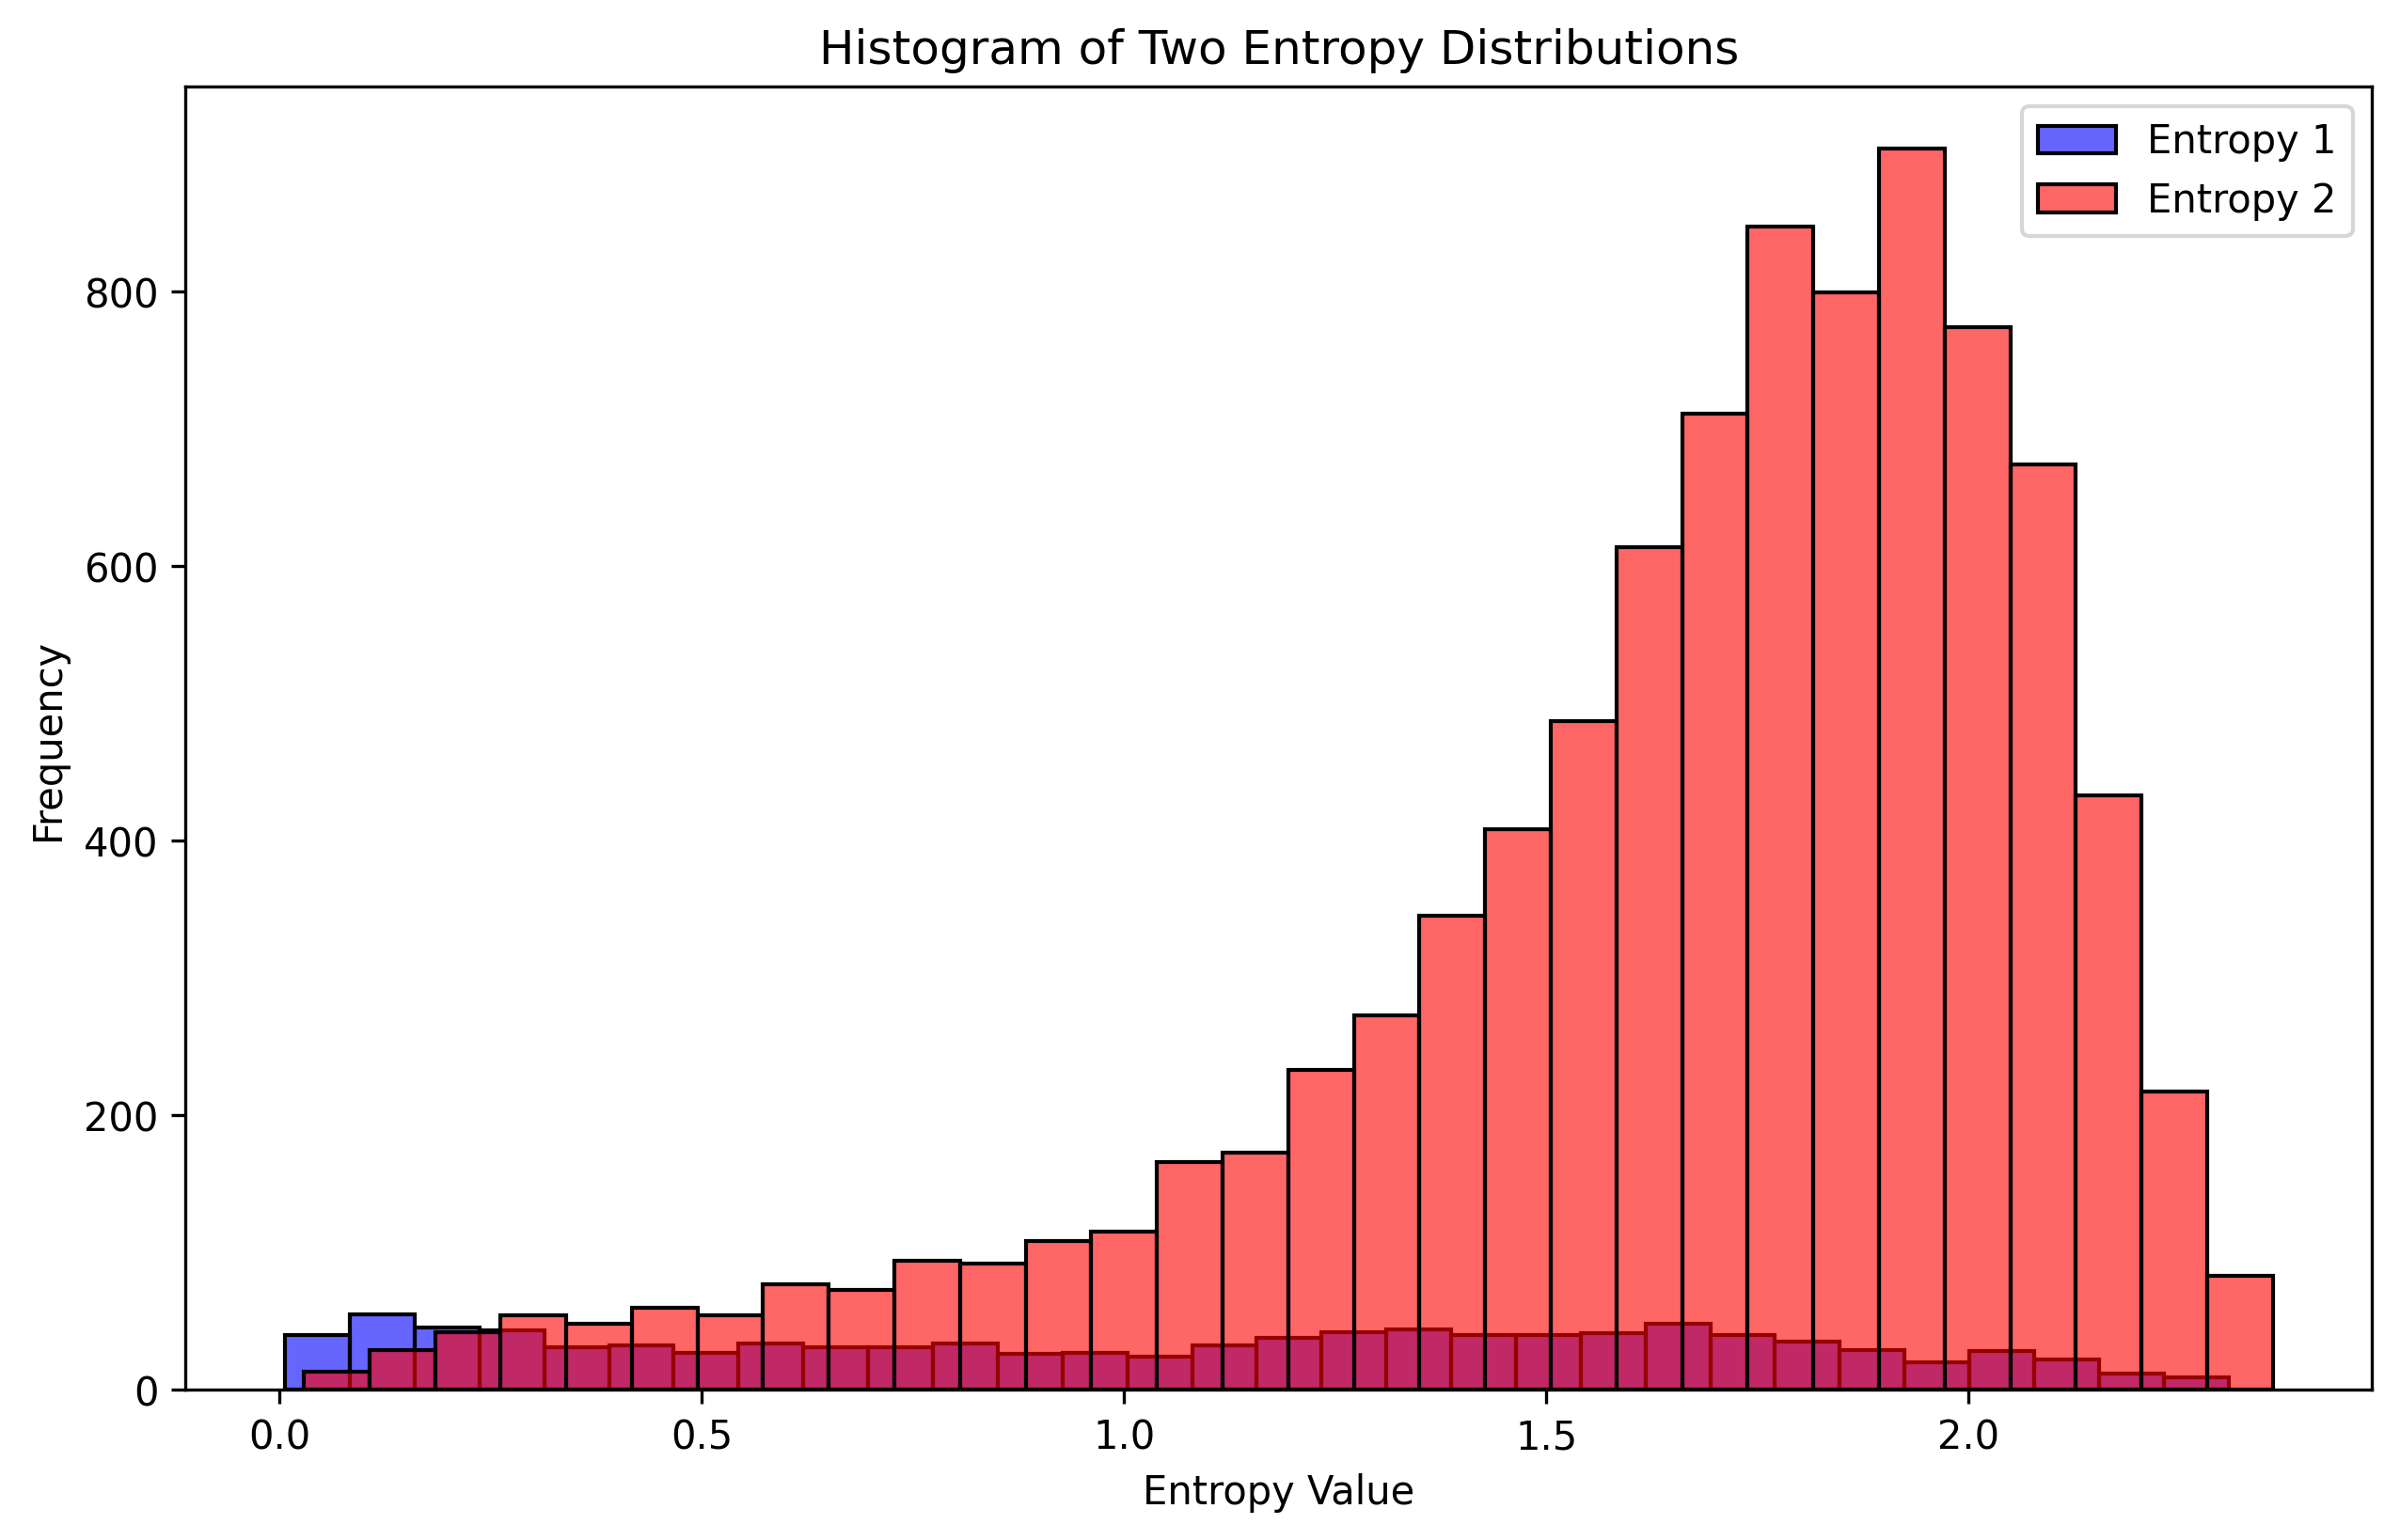 Histogram of Two Entropy Distributions
Entropy 1
Entropy 2
800
600
400
200
0
Frequency
0.0 0.5 1.0 1.5 2.0
Entropy Value